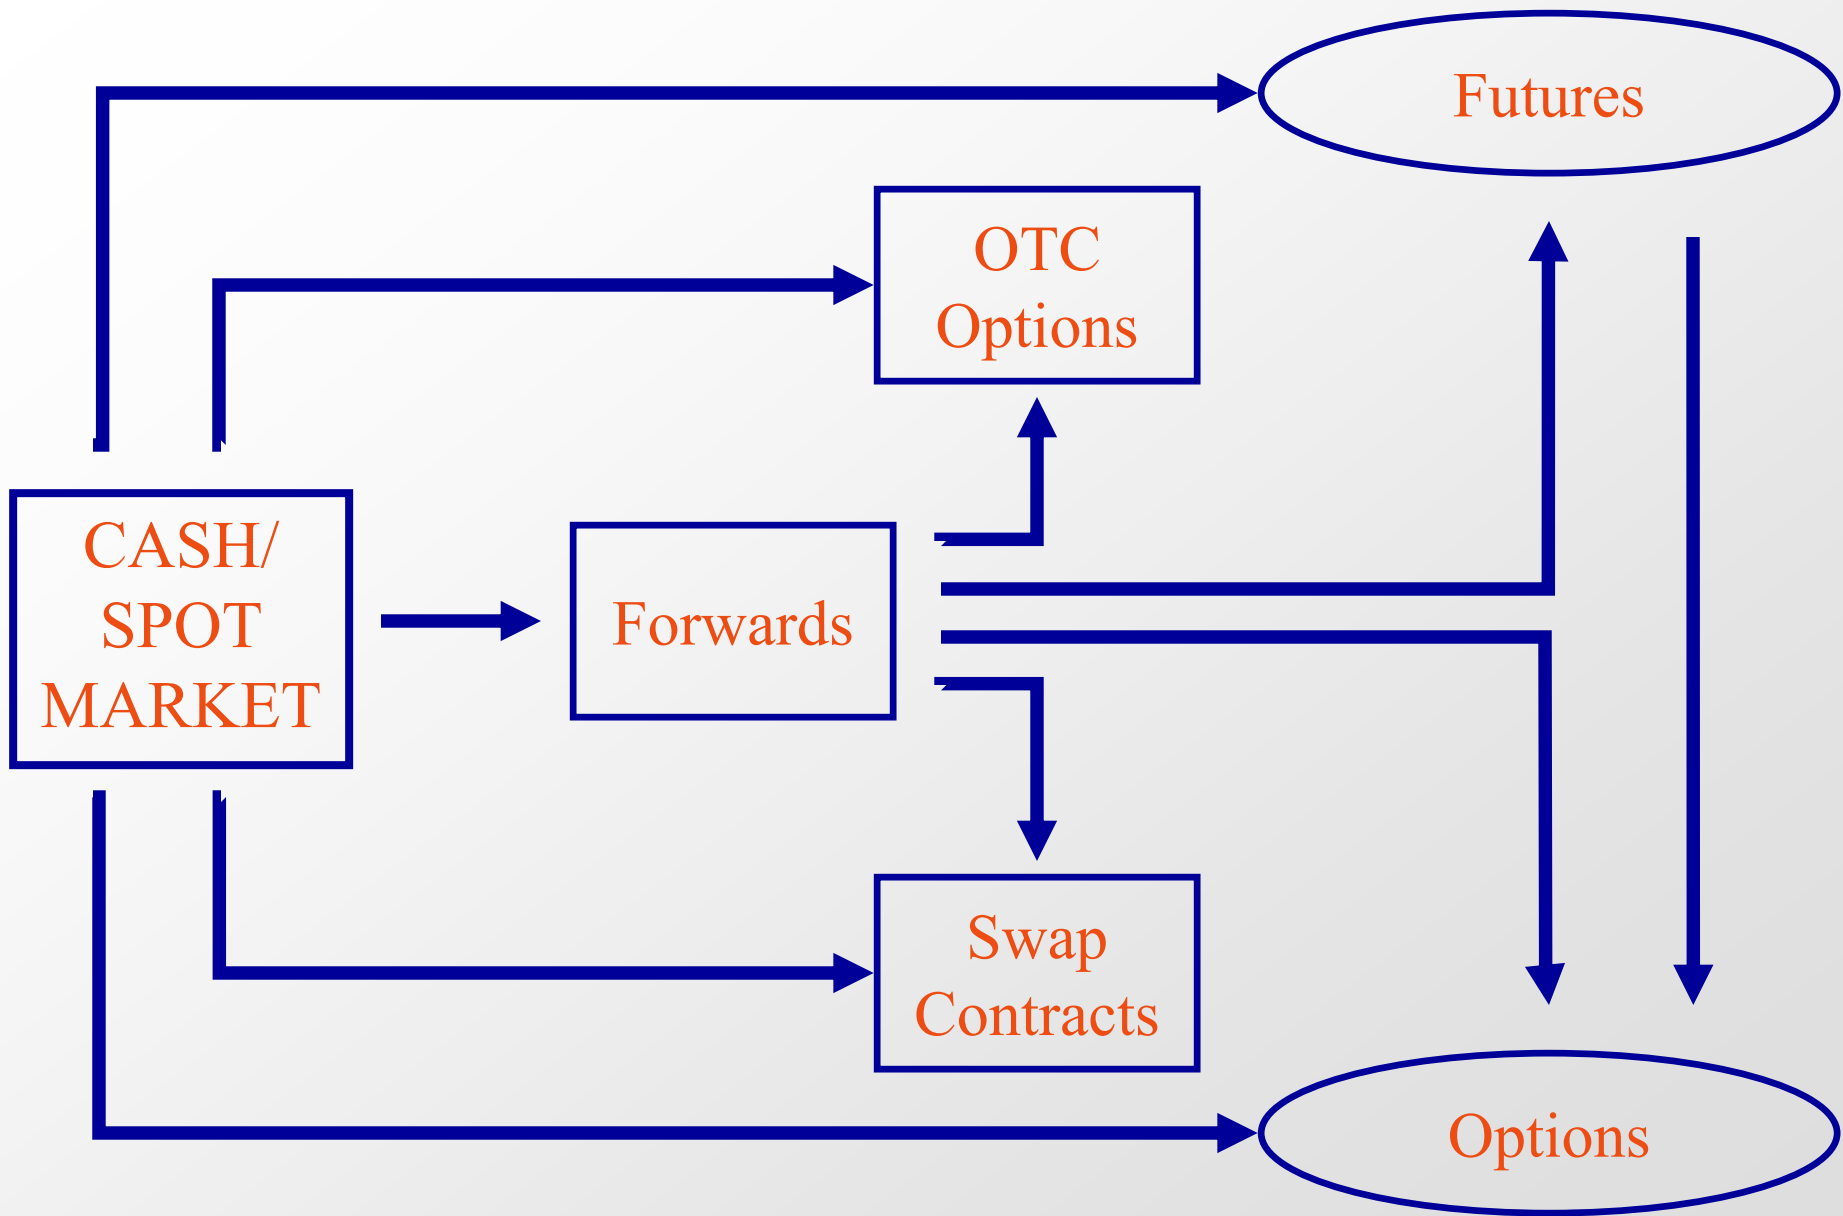 Futures
OTC
Options
CASH/
SPOT
MARKET
Forwards
Swap
Contracts
Options